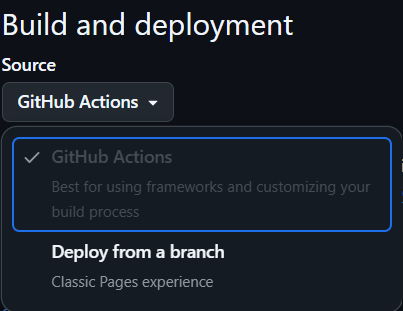 Build and deployment
Source
GitHub Actions
GitHub Actions
Best for using frameworks and customizing your
build process
Deploy from a branch
Classic Pages experience